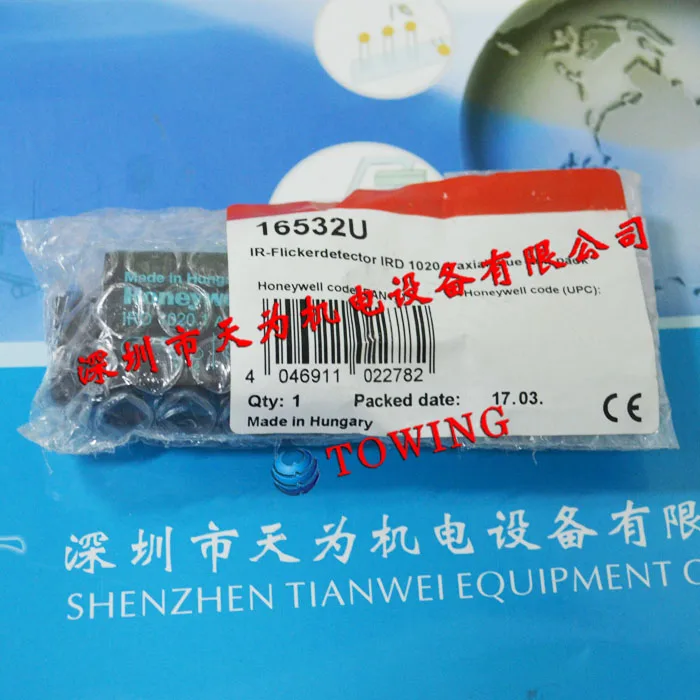 16532U
IR-Flickerdetector IRD 1020
Honeywell code
Honeywell code (UPC):
Made in Hungary
Honeywell
IRD 1020
深圳市天为机电设备有限公司
4 046911 022782
Qty: 1 Packed date: 17.03.
Made in Hungary
CE
TOWING
深圳市天为机电设备有限
SHENZHEN TIANWEI EQUIPMENT C